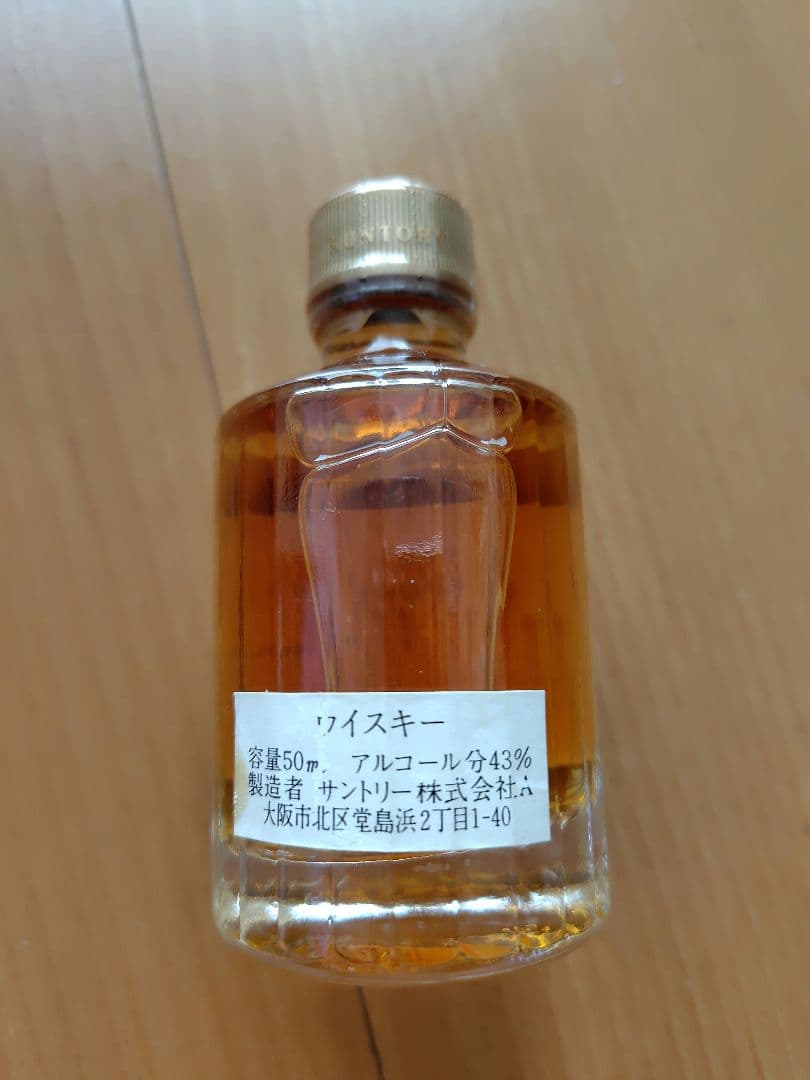 SUNTORY
ワイスキー
容量50㎖ アルコール分43%
製造者 サントリー株式会社A
大阪市北区堂島浜2丁目1-40